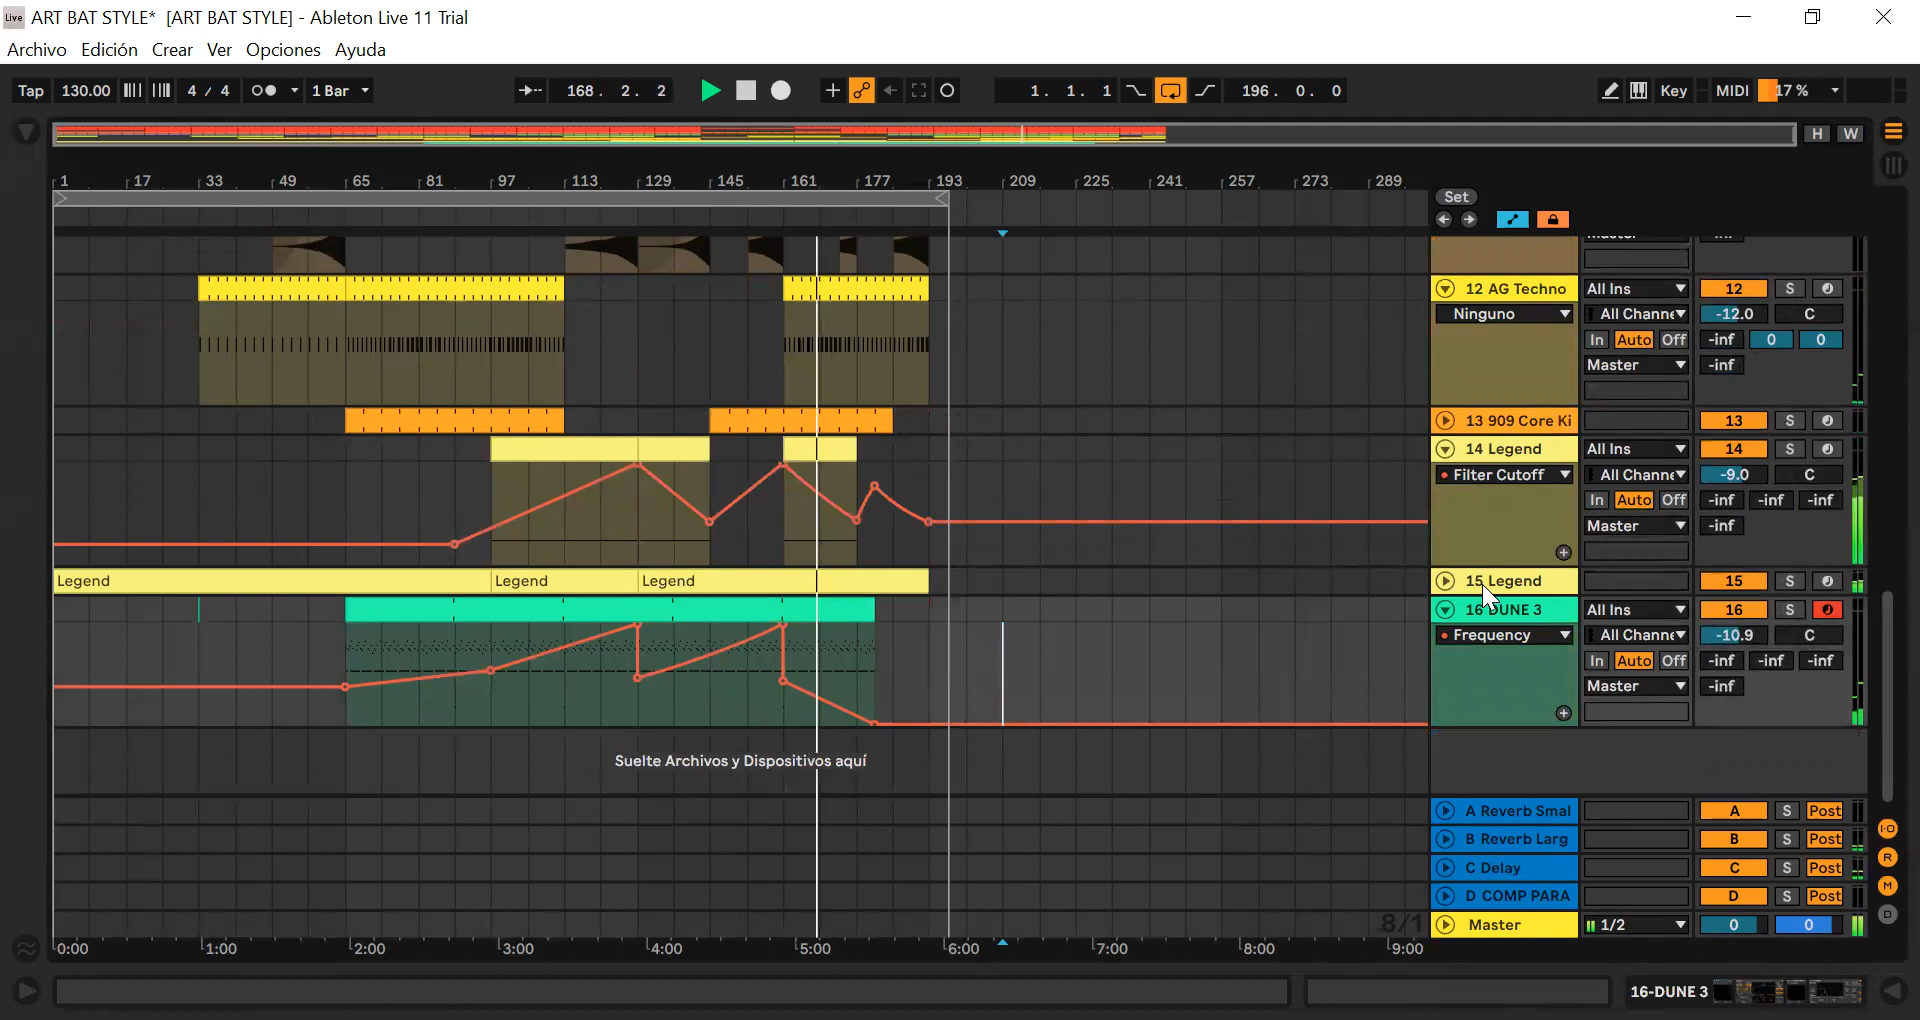 Live ART BAT STYLE* [ART BAT STYLE] - Ableton Live 11 Trial
Archivo Edición Crear Ver Opciones Ayuda
Tap 130.00 4 / 4 1 Bar 168. 2. 2 1. 1. 1 196. 0. 0 Key MIDI 17 %
H W
1 17 33 49 65 81 97 113 129 145 161 177 193 209 225 241 257 273 289
Set
12 AG Techno All Ins 12 S
Ninguno All Channe -12.0 C
In Auto Off -inf 0 0
Master -inf
13 909 Core Ki 13 S
14 Legend All Ins 14 S
Filter Cutoff All Channe -9.0 C
In Auto Off -inf -inf -inf
Master -inf
Legend Legend Legend 15 Legend 15 S
16 DUNE 3 All Ins 16 S
Frequency All Channe -10.9 C
In Auto Off -inf -inf -inf
Master -inf
Suelte Archivos y Dispositivos aquí
A Reverb Smal A S Post
B Reverb Larg B S Post
C Delay C S Post
D COMP PARA D S Post
8/1 Master 1/2 0 0
I·O
R
M
D
0:00 1:00 2:00 3:00 4:00 5:00 6:00 7:00 8:00 9:00
16-DUNE 3